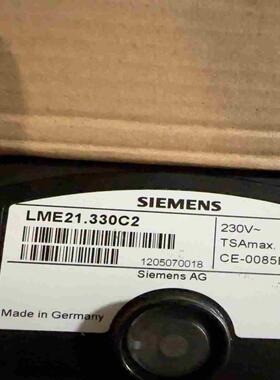 SIEMENS
LME21.330C2
230V~
TSAmax.
CE-0085
1205070018
Siemens AG
Made in Germany